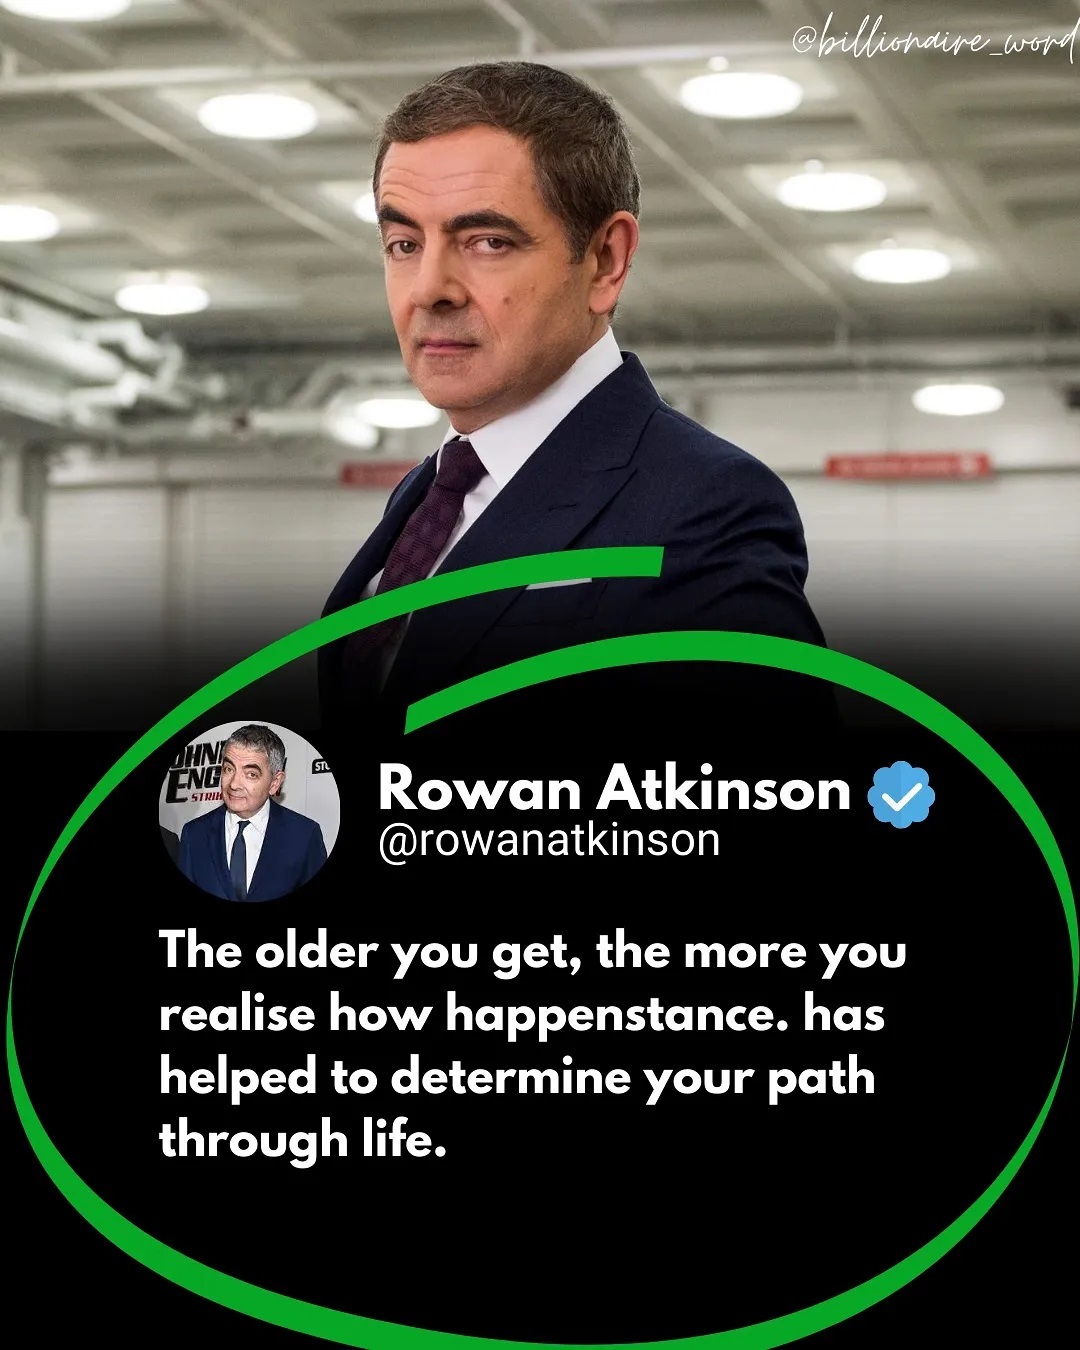 @billionaire_word
Rowan Atkinson
@rowanatkinson
The older you get, the more you
realise how happenstance. has
helped to determine your path
through life.